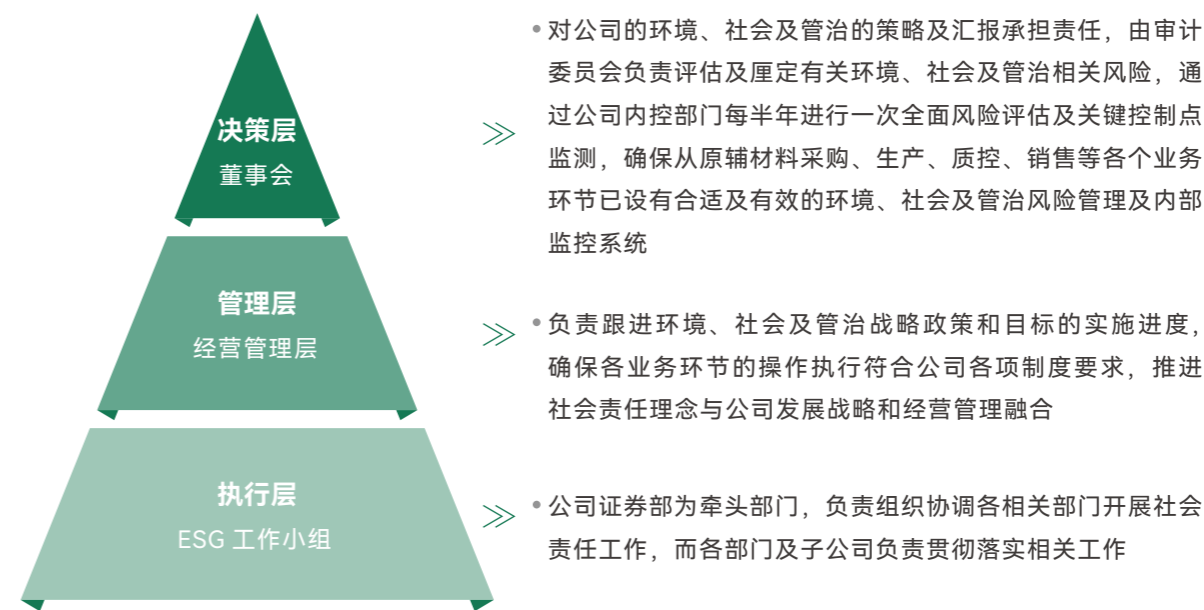 决策层
董事会
•对公司的环境、社会及管治的策略及汇报承担责任，由审计
委员会负责评估及厘定有关环境、社会及管治相关风险，通
过公司内控部门每半年进行一次全面风险评估及关键控制点
监测，确保从原辅材料采购、生产、质控、销售等各个业务
环节已设有合适及有效的环境、社会及管治风险管理及内部
监控系统
管理层
经营管理层
•负责跟进环境、社会及管治战略政策和目标的实施进度，
确保各业务环节的操作执行符合公司各项制度要求，推进
社会责任理念与公司发展战略和经营管理融合
执行层
ESG 工作小组
•公司证券部为牵头部门，负责组织协调各相关部门开展社会
责任工作，而各部门及子公司负责贯彻落实相关工作